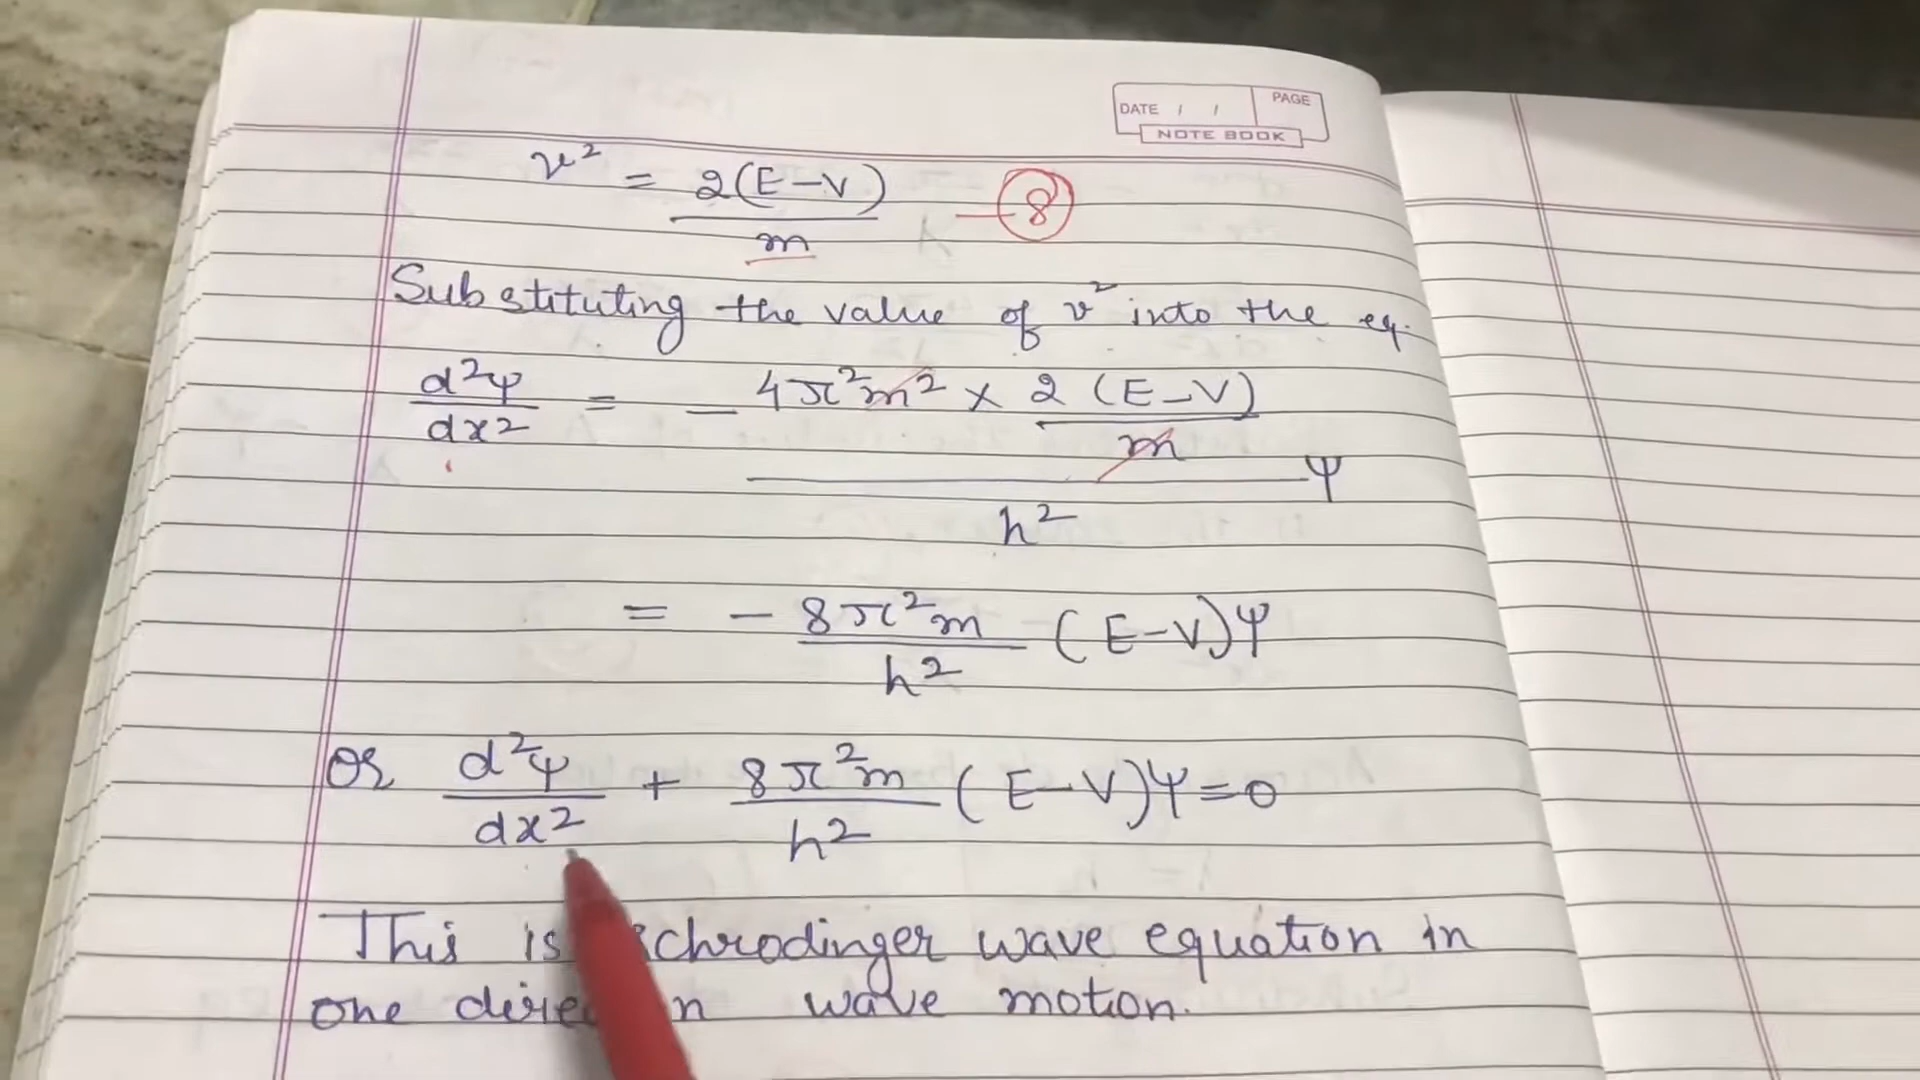 DATE / / PAGE
NOTE BOOK
v² = 2(E-V) / m — 8
Substituting the value of v² into the eq.
d²ψ/dx² = - 4π²m² × 2(E-V)/m / h² ψ
= - 8π²m/h² (E-V)ψ
or d²ψ/dx² + 8π²m/h² (E-V)ψ=0
This is chrodinger wave equation in
one wave motion.